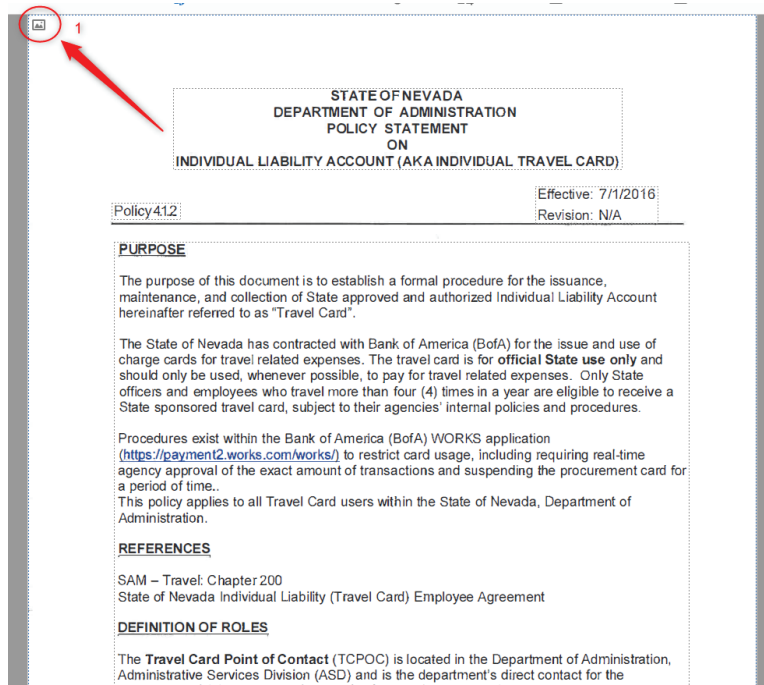 1
STATE OF NEVADA
DEPARTMENT OF ADMINISTRATION
POLICY STATEMENT
ON
INDIVIDUAL LIABILITY ACCOUNT (AKA INDIVIDUAL TRAVEL CARD)
Effective: 7/1/2016
Policy 4.1.2
Revision: N/A
PURPOSE
The purpose of this document is to establish a formal procedure for the issuance,
maintenance, and collection of State approved and authorized Individual Liability Account
hereinafter referred to as "Travel Card".
The State of Nevada has contracted with Bank of America (BofA) for the issue and use of
charge cards for travel related expenses. The travel card is for official State use only and
should only be used, whenever possible, to pay for travel related expenses. Only State
officers and employees who travel more than four (4) times in a year are eligible to receive a
State sponsored travel card, subject to their agencies' internal policies and procedures.
Procedures exist within the Bank of America (BofA) WORKS application
(https://payment2.works.com/works/) to restrict card usage, including requiring real-time
agency approval of the exact amount of transactions and suspending the procurement card for
a period of time..
This policy applies to all Travel Card users within the State of Nevada, Department of
Administration.
REFERENCES
SAM – Travel: Chapter 200
State of Nevada Individual Liability (Travel Card) Employee Agreement
DEFINITION OF ROLES
The Travel Card Point of Contact (TCPOC) is located in the Department of Administration,
Administrative Services Division (ASD) and is the department's direct contact for the